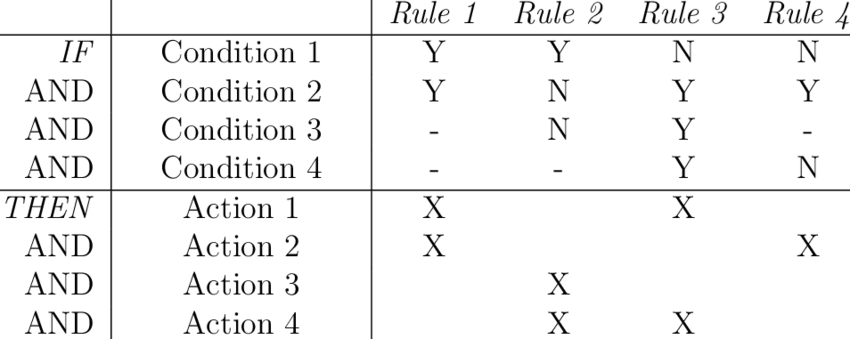 Rule 1 Rule 2 Rule 3 Rule 4
IF Condition 1 Y Y N N
AND Condition 2 Y N Y Y
AND Condition 3 - N Y -
AND Condition 4 - - Y N
THEN Action 1 X X
AND Action 2 X X
AND Action 3 X
AND Action 4 X X